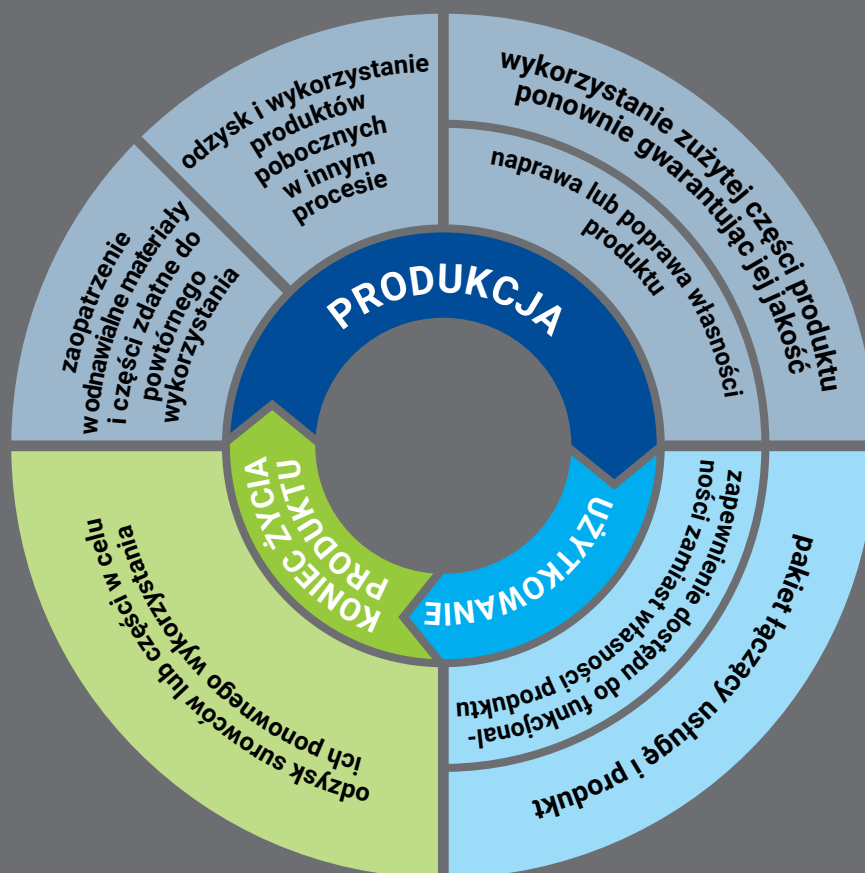 odzysk i wykorzystanie
produktów
pobocznych
w innym
procesie
wykorzystanie zużytej części produktu
ponownie gwarantując jej jakość
naprawa lub poprawa własności
produktu
zaopatrzenie
w odnawialne materiały
i części zdatne do
powtórnego
wykorzystania
PRODUKCJA
UŻYTKOWANIE
KONIEC ŻYCIA
PRODUKTU
zapewnienie dostępu do funkcjonal-
ności zamiast własności produktu
pakiet łączący usługę i produkt
odzysk surowców lub części w celu
ich ponownego wykorzystania